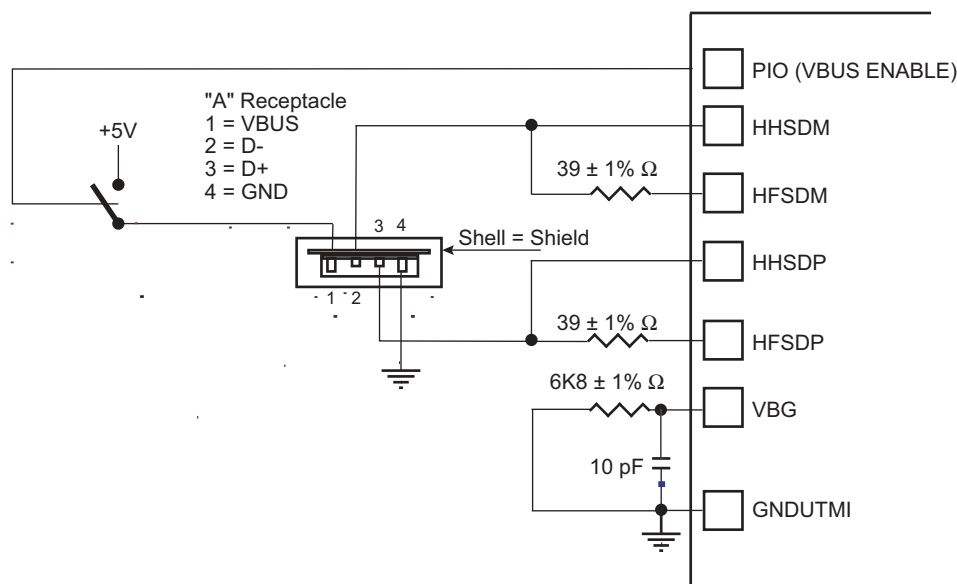 PIO (VBUS ENABLE)
"A" Receptacle
1 = VBUS
2 = D-
3 = D+
4 = GND
+5V
HHSDM
39 ± 1% Ω
HFSDM
3 4
Shell = Shield
HHSDP
1 2
39 ± 1% Ω
HFSDP
6K8 ± 1% Ω
VBG
10 pF
GNDUTMI